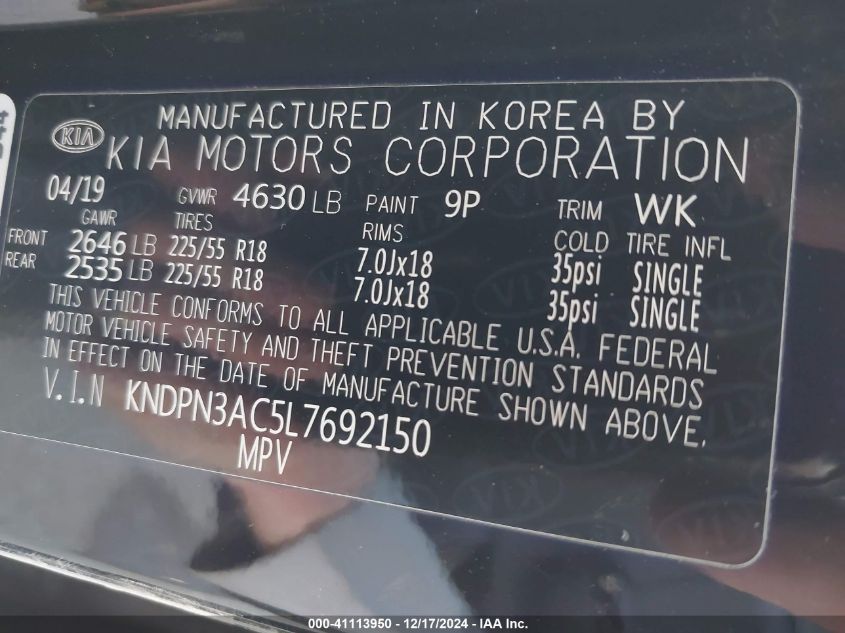 MANUFACTURED IN KOREA BY
KIA KIA MOTORS CORPORATION
04/19 GVWR 4630 LB PAINT 9P TRIM WK
GAWR TIRES RIMS COLD TIRE INFL
FRONT 2646 LB 225/55 R18 7.0Jx18 35psi SINGLE
REAR 2535 LB 225/55 R18 7.0Jx18 35psi SINGLE
THIS VEHICLE CONFORMS TO ALL APPLICABLE U.S.A. FEDERAL
MOTOR VEHICLE SAFETY AND THEFT PREVENTION STANDARDS
IN EFFECT ON THE DATE OF MANUFACTURE SHOWN ABOVE.
V.I.N KNDPN3AC5L7692150
MPV
000-41113950 / 12/17/2024 - IAA Inc.